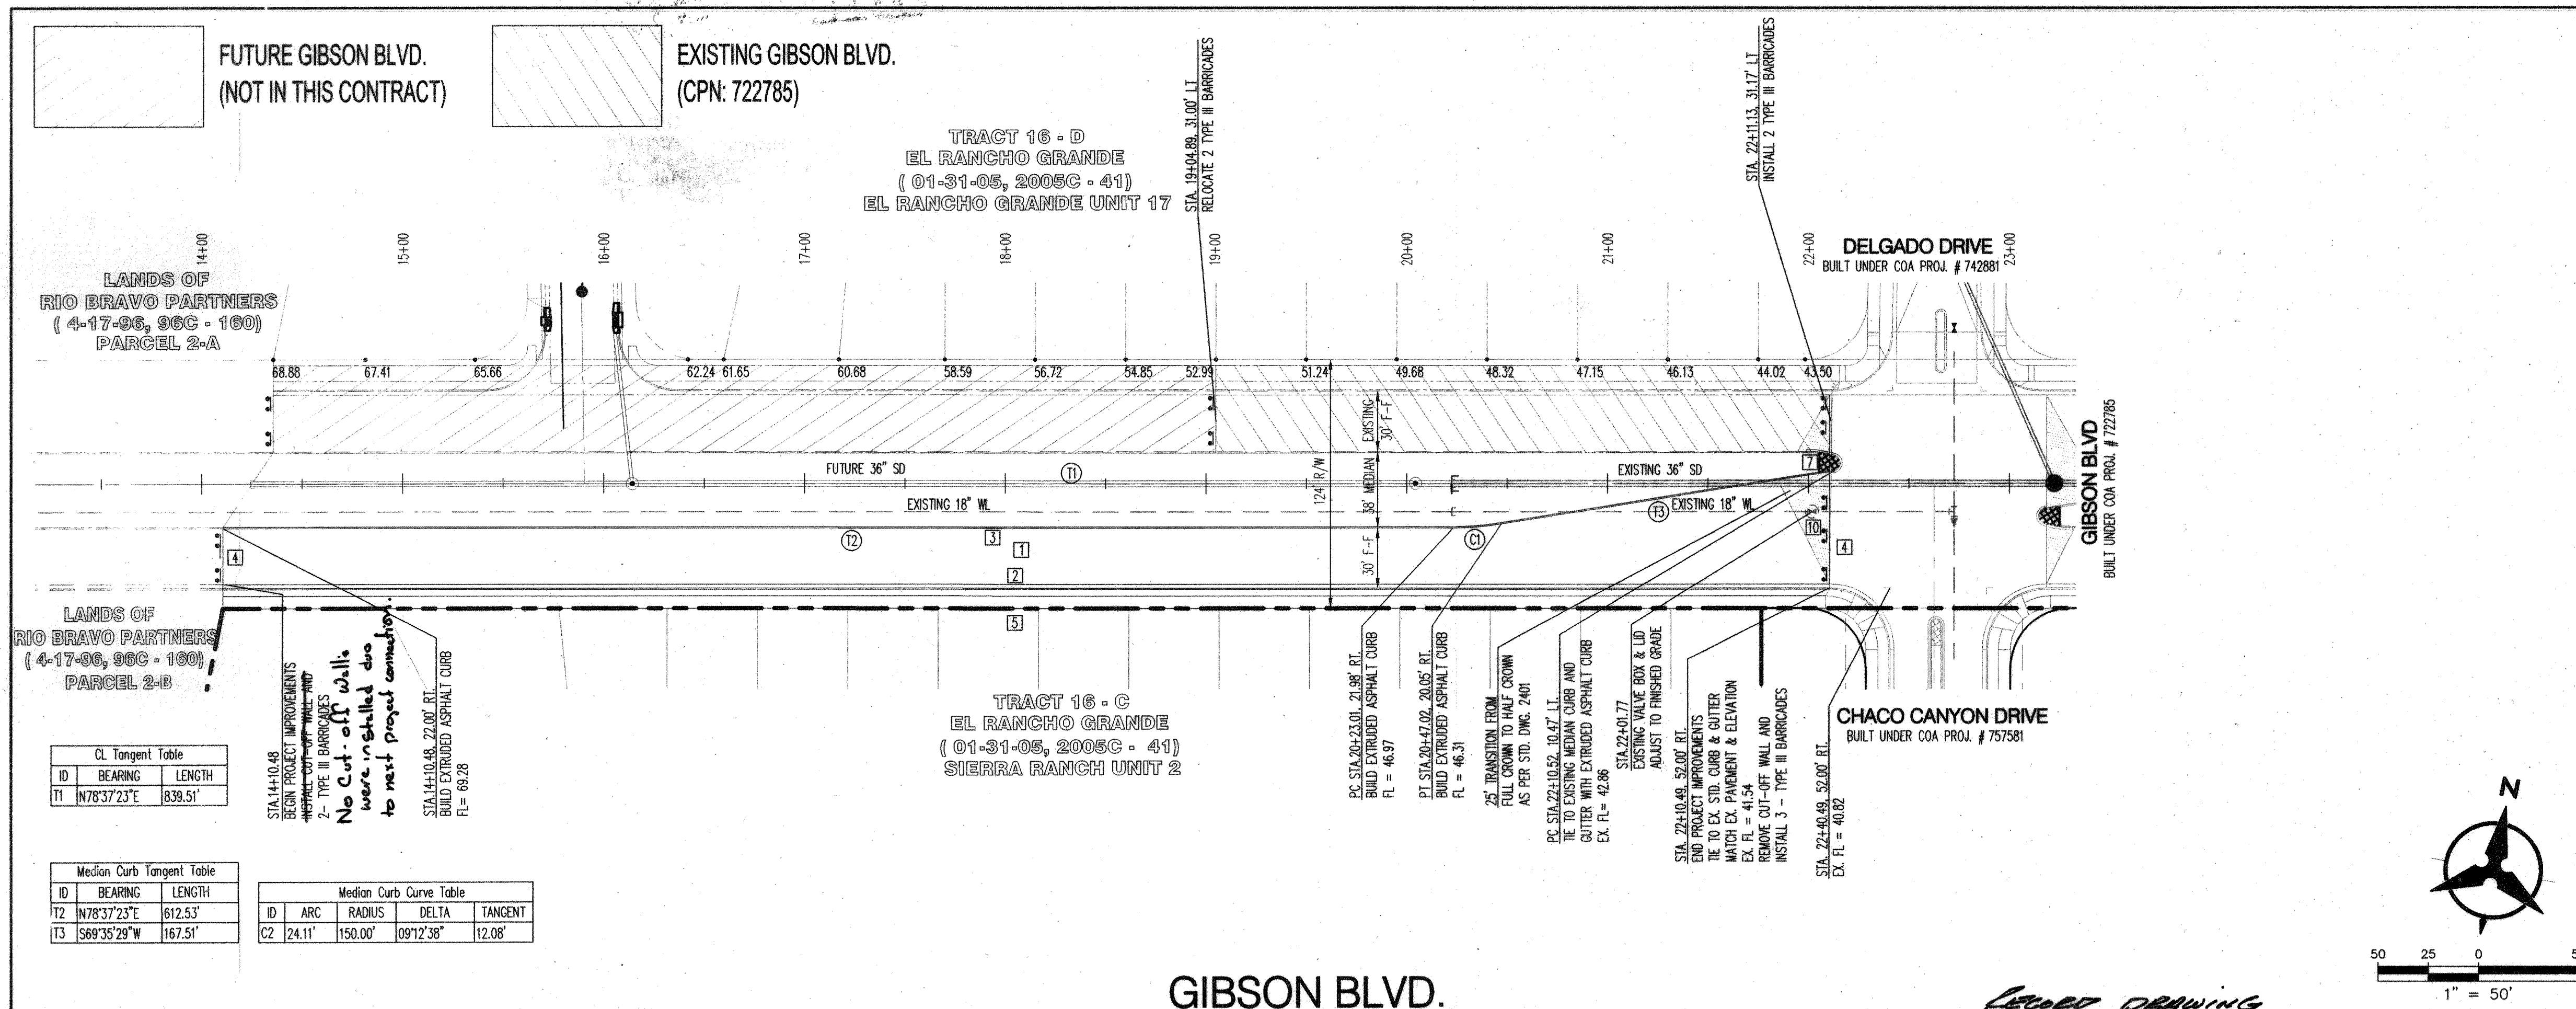 FUTURE GIBSON BLVD.
(NOT IN THIS CONTRACT)
EXISTING GIBSON BLVD.
(CPN: 722785)
TRACT 16 - D
EL RANCHO GRANDE
( 01-31-05, 2005C - 41)
EL RANCHO GRANDE UNIT 17
STA. 19+04.89, 31.00' LT
RELOCATE 2 TYPE III BARRICADES
STA. 22+11.13, 31.17' LT
INSTALL 2 TYPE III BARRICADES
14+00
15+00
16+00
17+00
18+00
19+00
20+00
21+00
22+00
23+00
DELGADO DRIVE
BUILT UNDER COA PROJ. # 742881
LANDS OF
RIO BRAVO PARTNERS
( 4-17-96, 96C - 160)
PARCEL 2-A
68.88
67.41
65.66
62.24
61.65
60.68
58.59
56.72
54.85
52.99
51.24
49.68
48.32
47.15
46.13
44.02
43.50
EXISTING
30' F-F
38' MEDIAN
30' F-F
124' R/W
FUTURE 36" SD
T1
EXISTING 36" SD
7
EXISTING 18" WL
T3
EXISTING 18" WL
T2
3
1
2
C1
10
4
4
5
GIBSON BLVD
BUILT UNDER COA PROJ. # 722785
LANDS OF
RIO BRAVO PARTNERS
( 4-17-96, 96C - 160)
PARCEL 2-B
STA.14+10.48
BEGIN PROJECT IMPROVEMENTS
INSTALL CUT-OFF WALL AND
2- TYPE III BARRICADES
No Cut-off Walls
were installed due
to next project connection.
STA.14+10.48, 22.00' RT.
BUILD EXTRUDED ASPHALT CURB
FL= 69.28
TRACT 16 - C
EL RANCHO GRANDE
( 01-31-05, 2005C - 41)
SIERRA RANCH UNIT 2
PC STA.20+23.01, 21.98' RT.
BUILD EXTRUDED ASPHALT CURB
FL = 46.97
PT STA.20+47.02, 20.05' RT.
BUILD EXTRUDED ASPHALT CURB
FL = 46.31
25' TRANSITION FROM
FULL CROWN TO HALF CROWN
AS PER STD. DWG. 2401
PC STA.22+10.52, 10.47' LT.
TIE TO EXISTING MEDIAN CURB AND
GUTTER WITH EXTRUDED ASPHALT CURB
EX. FL= 42.86
STA.22+01.77
EXISTING VALVE BOX & LID
ADJUST TO FINISHED GRADE
STA. 22+10.49, 52.00' RT.
END PROJECT IMPROVEMENTS
TIE TO EX. STD. CURB & GUTTER
MATCH EX. PAVEMENT & ELEVATION
EX. FL = 41.54
REMOVE CUT-OFF WALL AND
INSTALL 3 - TYPE III BARRICADES
STA. 22+40.49, 52.00' RT.
EX. FL = 40.82
CHACO CANYON DRIVE
BUILT UNDER COA PROJ. # 757581
CL Tangent Table
ID BEARING LENGTH
T1 N78°37'23"E 839.51'
Median Curb Tangent Table
ID BEARING LENGTH
T2 N78°37'23"E 612.53'
T3 S69°35'29"W 167.51'
Median Curb Curve Table
ID ARC RADIUS DELTA TANGENT
C2 24.11' 150.00' 09°12'38" 12.08'
N
50 25 0
1" = 50'
GIBSON BLVD.
RECORD DRAWING